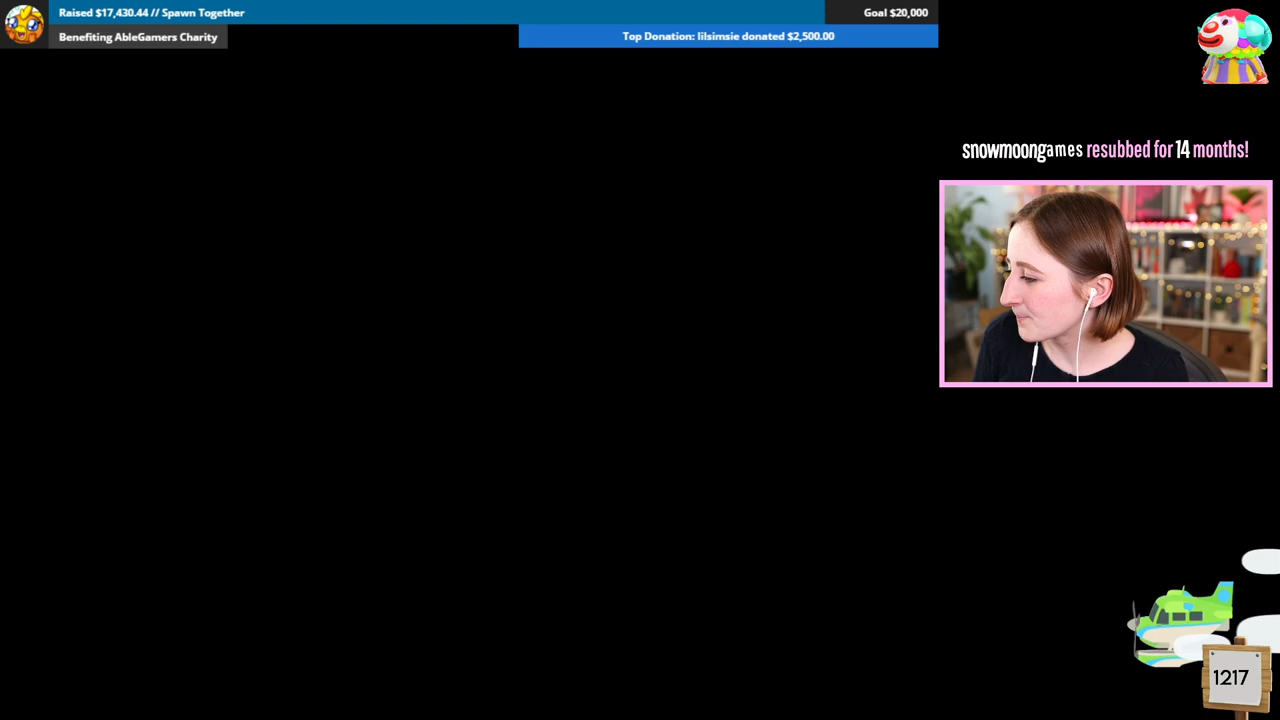 Raised $17,430.44 // Spawn Together
Goal $20,000
Benefiting AbleGamers Charity
Top Donation: lilsimsie donated $2,500.00
snowmoongames resubbed for 14 months!
1217